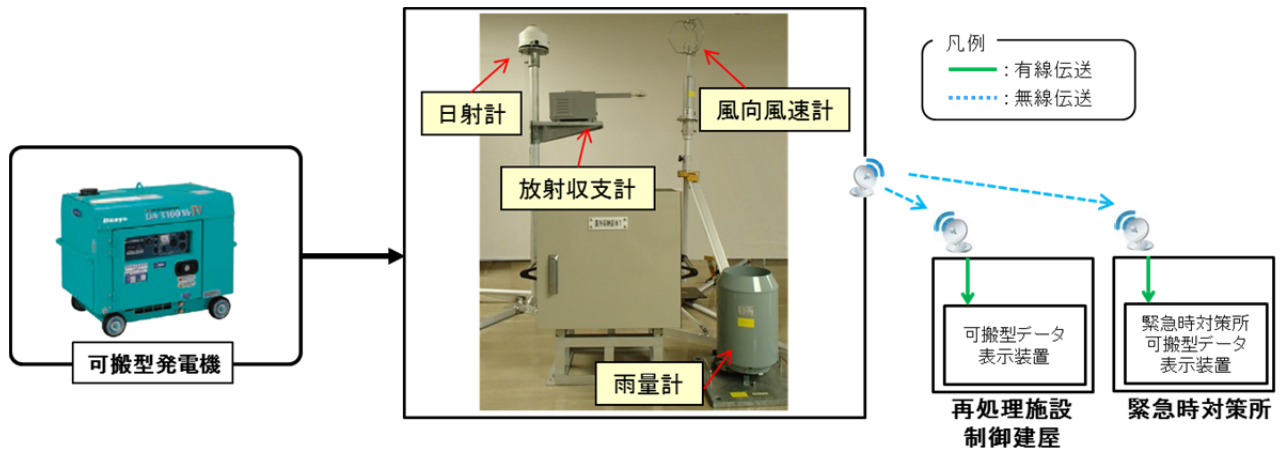 凡例
: 有線伝送
: 無線伝送
日射計
風向風速計
放射収支計
雨量計
可搬型発電機
可搬型データ
表示装置
再処理施設
制御建屋
緊急時対策所
可搬型データ
表示装置
緊急時対策所